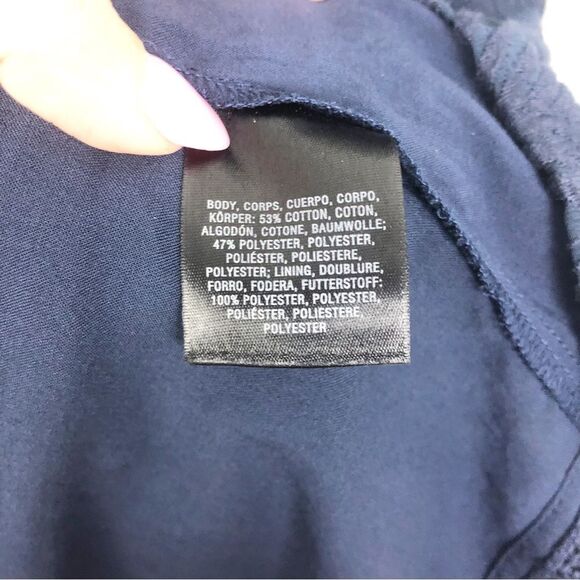 BODY, CORPS, CUERPO, CORPO,
KÖRPER: 53% COTTON, COTON,
ALGODÓN, COTONE, BAUMWOLLE;
47% POLYESTER, POLYESTER,
POLIÉSTER, POLIESTERE,
POLYESTER; LINING, DOUBLURE,
FORRO, FODERA, FUTTERSTOFF:
100% POLYESTER, POLYESTER,
POLIÉSTER, POLIESTERE,
POLYESTER